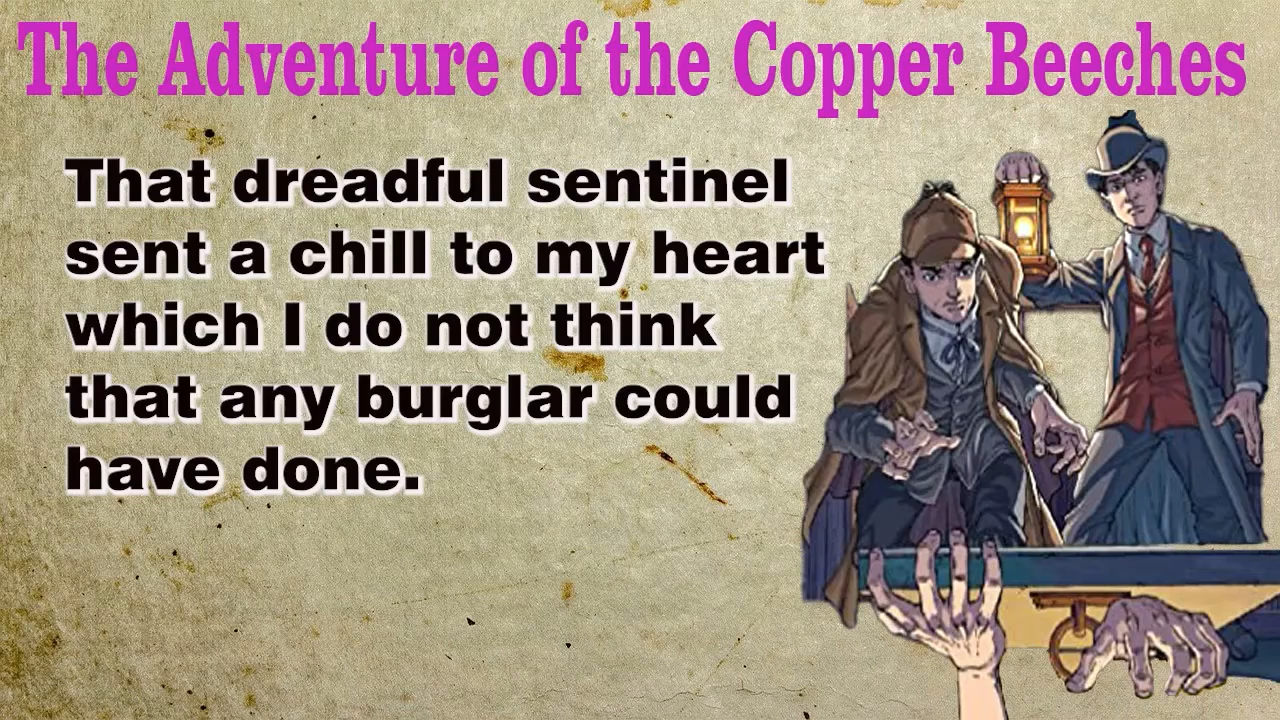 The Adventure of the Copper Beeches
That dreadful sentinel
sent a chill to my heart
which I do not think
that any burglar could
have done.